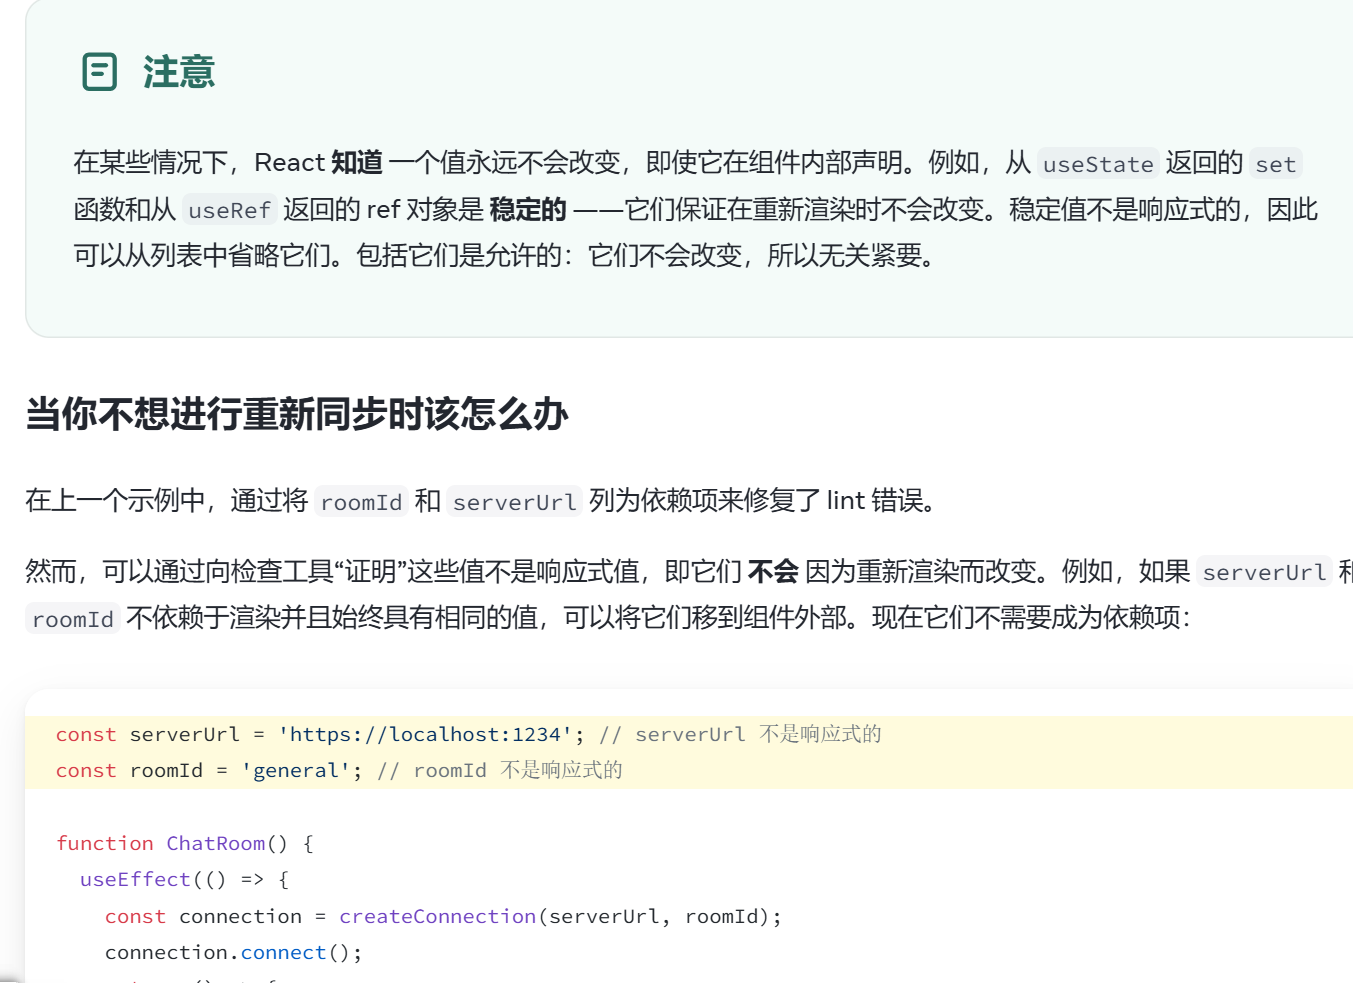 注意
在某些情况下，React 知道 一个值永远不会改变，即使它在组件内部声明。例如，从 useState 返回的 set
函数和从 useRef 返回的 ref 对象是 稳定的 ——它们保证在重新渲染时不会改变。稳定值不是响应式的，因此
可以从列表中省略它们。包括它们是允许的：它们不会改变，所以无关紧要。
当你不想进行重新同步时该怎么办
在上一个示例中，通过将 roomId 和 serverUrl 列为依赖项来修复了 lint 错误。
然而，可以通过向检查工具“证明”这些值不是响应式值，即它们 不会 因为重新渲染而改变。例如，如果 serverUrl 和
roomId 不依赖于渲染并且始终具有相同的值，可以将它们移到组件外部。现在它们不需要成为依赖项：
const serverUrl = 'https://localhost:1234'; // serverUrl 不是响应式的
const roomId = 'general'; // roomId 不是响应式的
function ChatRoom() {
useEffect(() => {
const connection = createConnection(serverUrl, roomId);
connection.connect();